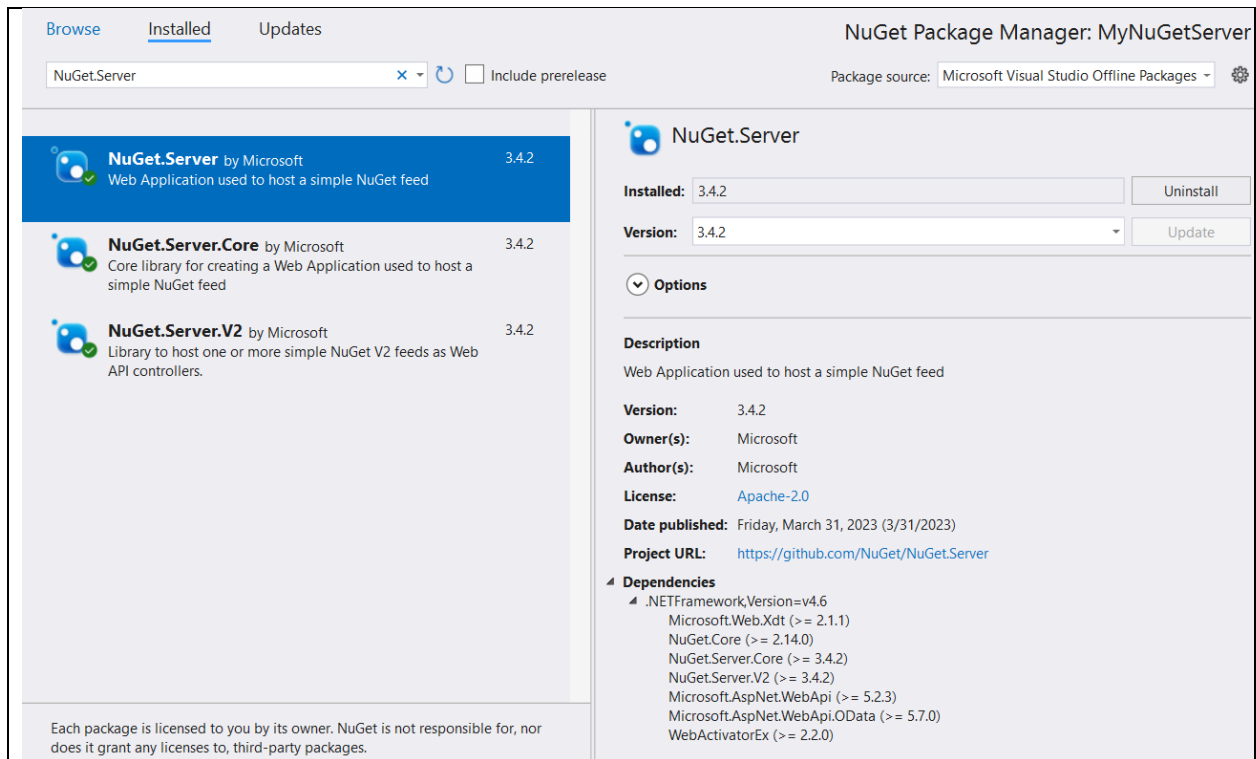 Browse Installed Updates
NuGet Package Manager: MyNuGetServer
NuGet.Server
Include prerelease
Package source: Microsoft Visual Studio Offline Packages
NuGet.Server by Microsoft 3.4.2
Web Application used to host a simple NuGet feed
NuGet.Server.Core by Microsoft 3.4.2
Core library for creating a Web Application used to host a
simple NuGet feed
NuGet.Server.V2 by Microsoft 3.4.2
Library to host one or more simple NuGet V2 feeds as Web
API controllers.
Each package is licensed to you by its owner. NuGet is not responsible for, nor
does it grant any licenses to, third-party packages.
NuGet.Server
Installed: 3.4.2 Uninstall
Version: 3.4.2 Update
Options
Description
Web Application used to host a simple NuGet feed
Version: 3.4.2
Owner(s): Microsoft
Author(s): Microsoft
License: Apache-2.0
Date published: Friday, March 31, 2023 (3/31/2023)
Project URL: https://github.com/NuGet/NuGet.Server
Dependencies
.NETFramework,Version=v4.6
Microsoft.Web.Xdt (>= 2.1.1)
NuGet.Core (>= 2.14.0)
NuGet.Server.Core (>= 3.4.2)
NuGet.Server.V2 (>= 3.4.2)
Microsoft.AspNet.WebApi (>= 5.2.3)
Microsoft.AspNet.WebApi.OData (>= 5.7.0)
WebActivatorEx (>= 2.2.0)